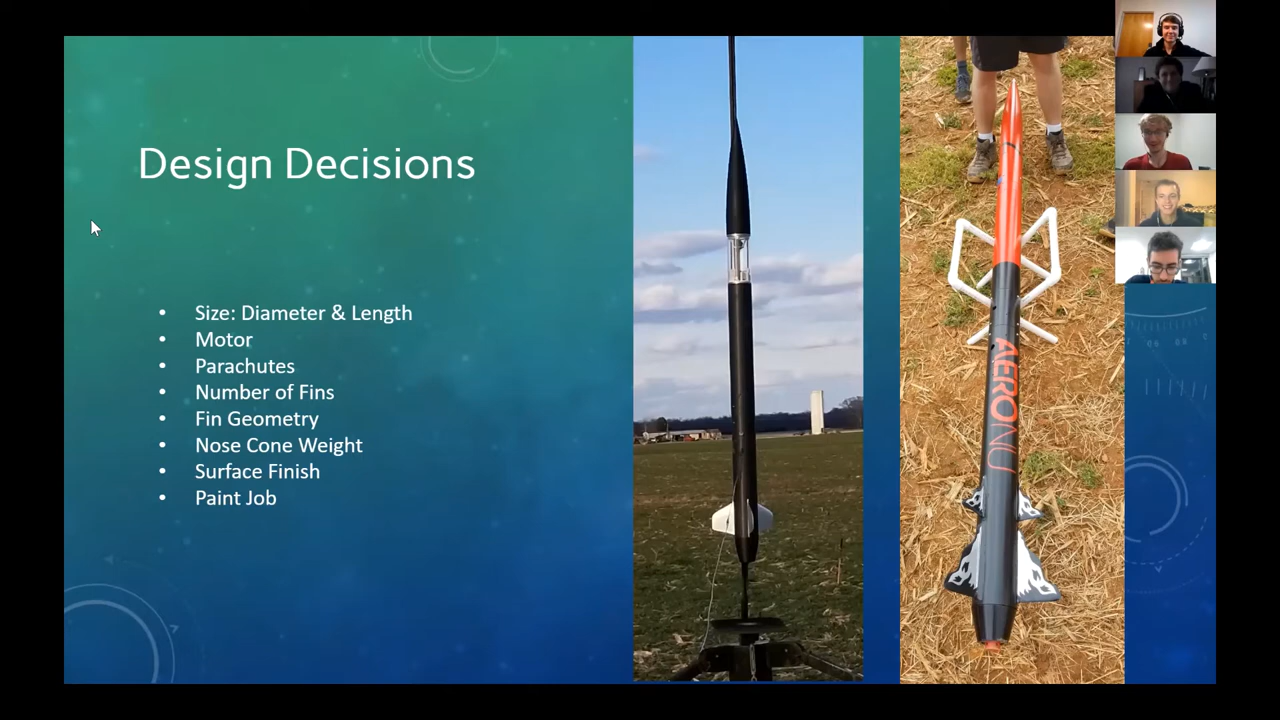 Design Decisions
• Size: Diameter & Length
• Motor
• Parachutes
• Number of Fins
• Fin Geometry
• Nose Cone Weight
• Surface Finish
• Paint Job
AERONU